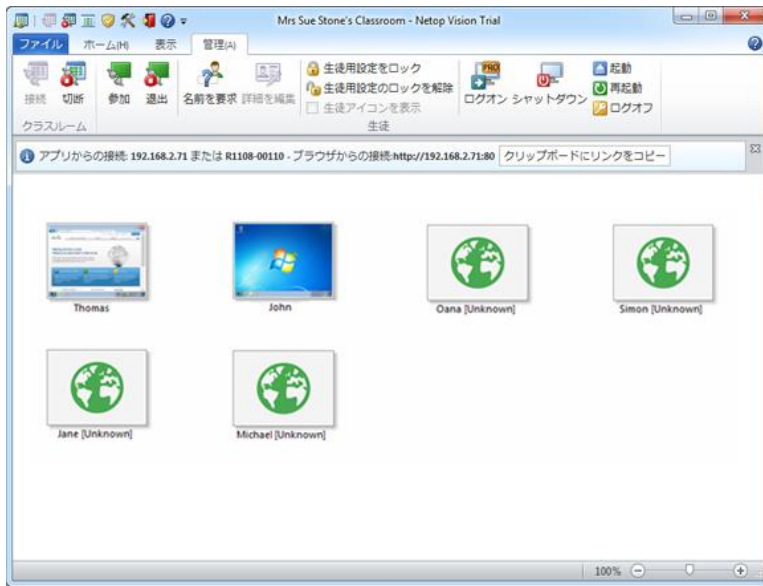 Mrs Sue Stone's Classroom - Netop Vision Trial
ファイル ホーム(H) 表示 管理(A)
接続 切断 参加 退出 名前を要求 詳細を編集
生徒用設定をロック
生徒用設定のロックを解除
生徒アイコンを表示
PRO
ログオン シャットダウン
起動
再起動
ログオフ
クラスルーム 生徒
アプリからの接続: 192.168.2.71 または R1108-00110 - ブラウザからの接続:http://192.168.2.71:80 クリップボードにリンクをコピー
Thomas John Oana [Unknown] Simon [Unknown]
Jane [Unknown] Michael [Unknown]
100%